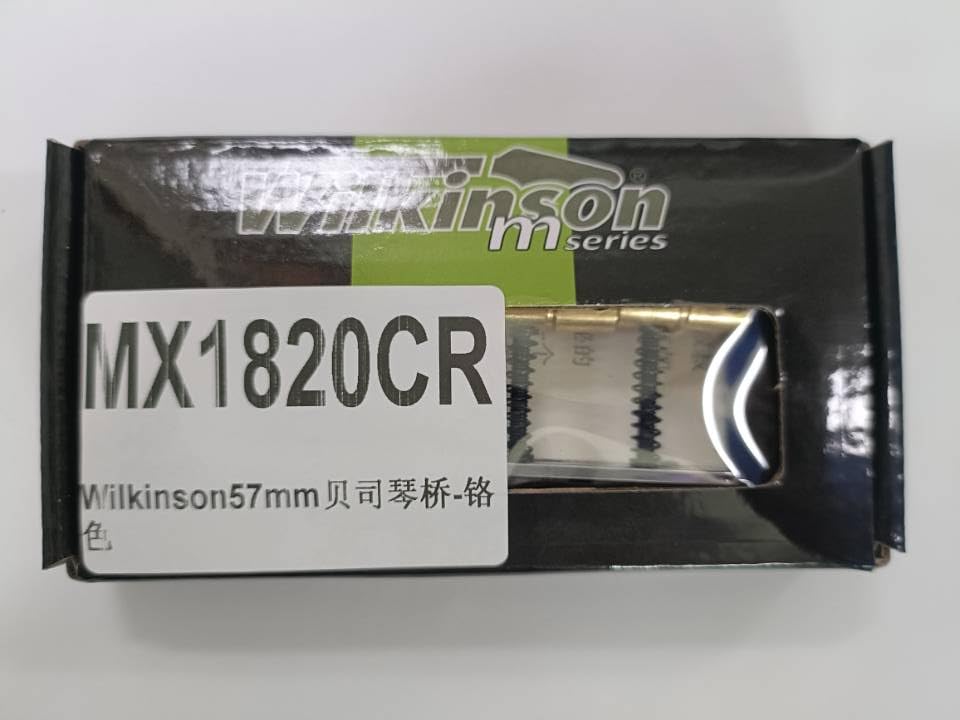 Wilkinson®
m series
MX1820CR
Wilkinson57mm贝司琴桥-铬
色